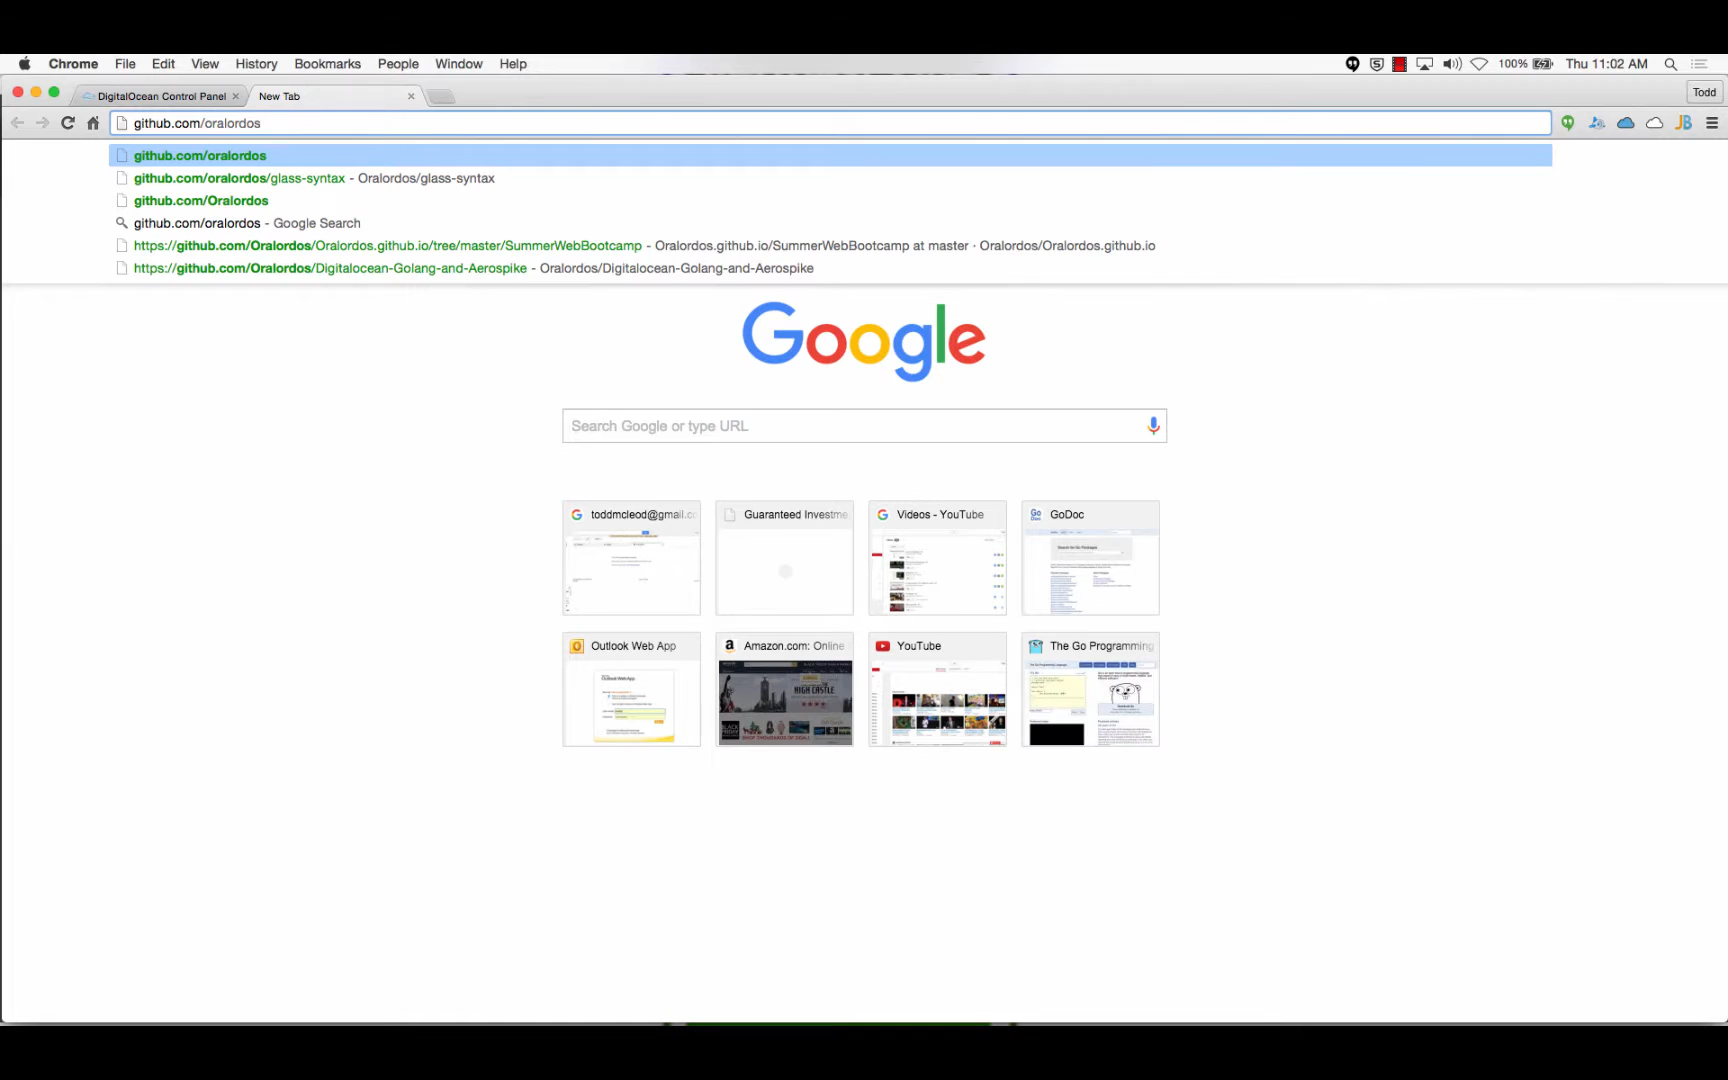 Chrome File Edit View History Bookmarks People Window Help 100% Thu 11:02 AM
DigitalOcean Control Panel New Tab Todd
github.com/oralordos
github.com/oralordos
github.com/oralordos/glass-syntax - Oralordos/glass-syntax
github.com/Oralordos
github.com/oralordos - Google Search
https://github.com/Oralordos/Oralordos.github.io/tree/master/SummerWebBootcamp - Oralordos.github.io/SummerWebBootcamp at master · Oralordos/Oralordos.github.io
https://github.com/Oralordos/Digitalocean-Golang-and-Aerospike - Oralordos/Digitalocean-Golang-and-Aerospike
Google
Search Google or type URL
toddmcleod@gmail.co Guaranteed Investme Videos - YouTube GoDoc
Outlook Web App Amazon.com: Online YouTube The Go Programming